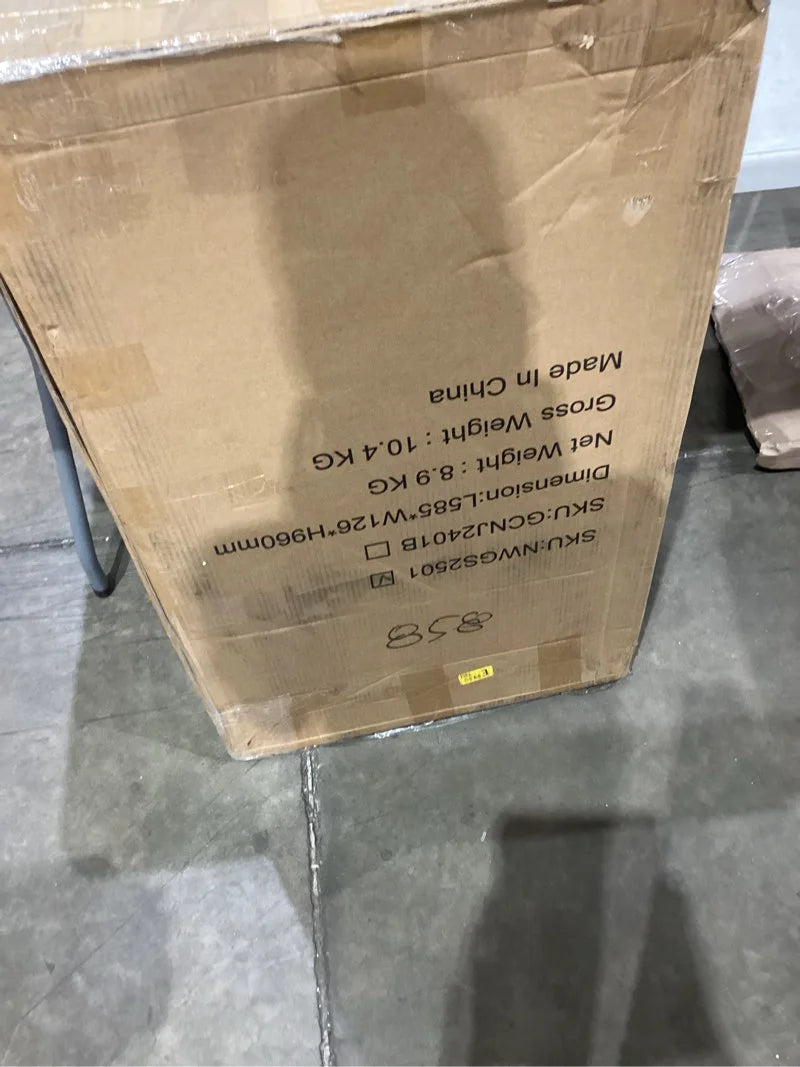 858
SKU:NWGS2501 ☑
SKU:GCNJ2401B ☐
Dimension:L585*W126*H960mm
Net Weight : 8.9 KG
Gross Weight : 10.4 KG
Made In China